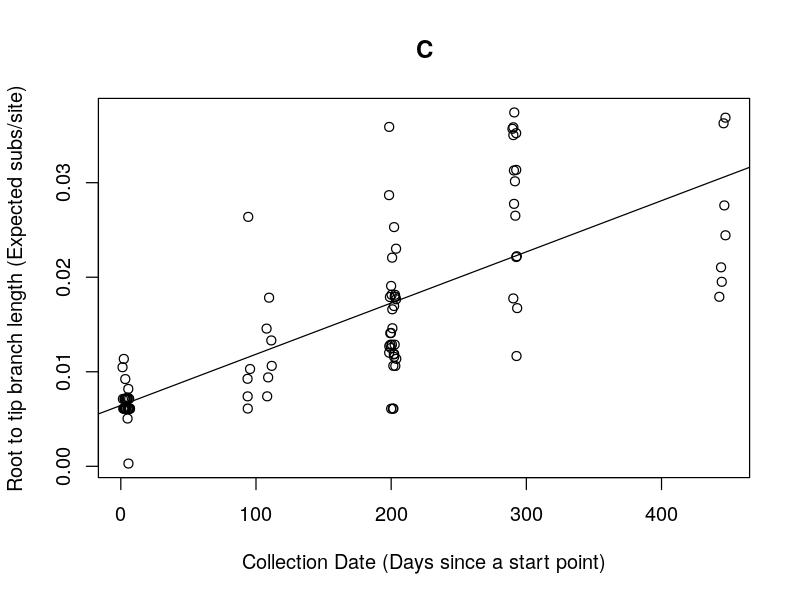 C
Root to tip branch length (Expected subs/site)
0.03
0.02
0.01
0.00
0 100 200 300 400
Collection Date (Days since a start point)